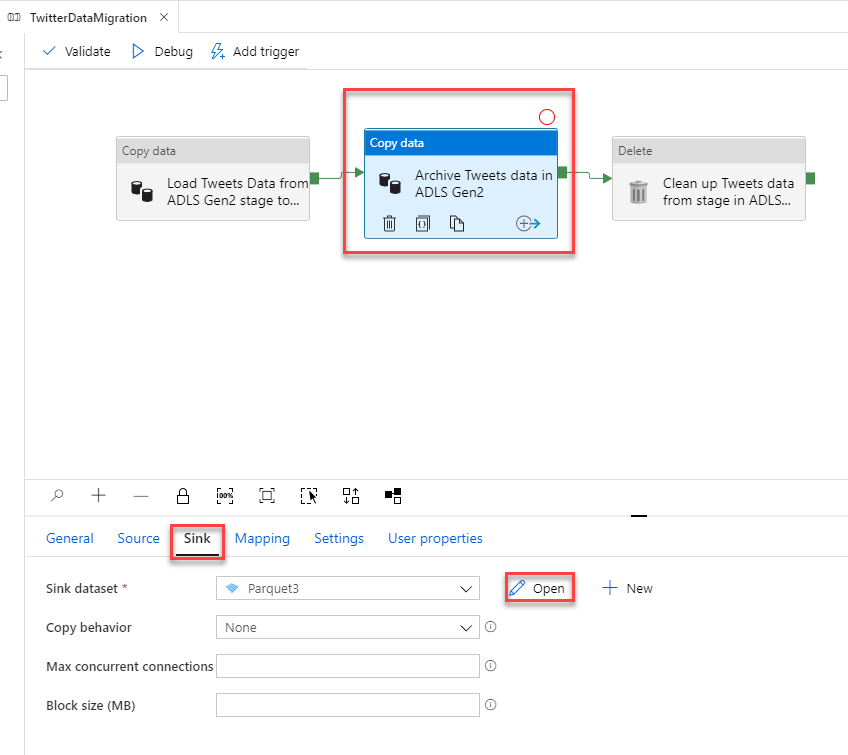 TwitterDataMigration
Validate
Debug
Add trigger
Copy data
Load Tweets Data from
ADLS Gen2 stage to...
Copy data
Archive Tweets data in
ADLS Gen2
Delete
Clean up Tweets data
from stage in ADLS...
100%
General
Source
Sink
Mapping
Settings
User properties
Sink dataset *
Parquet3
Open
New
Copy behavior
None
Max concurrent connections
Block size (MB)